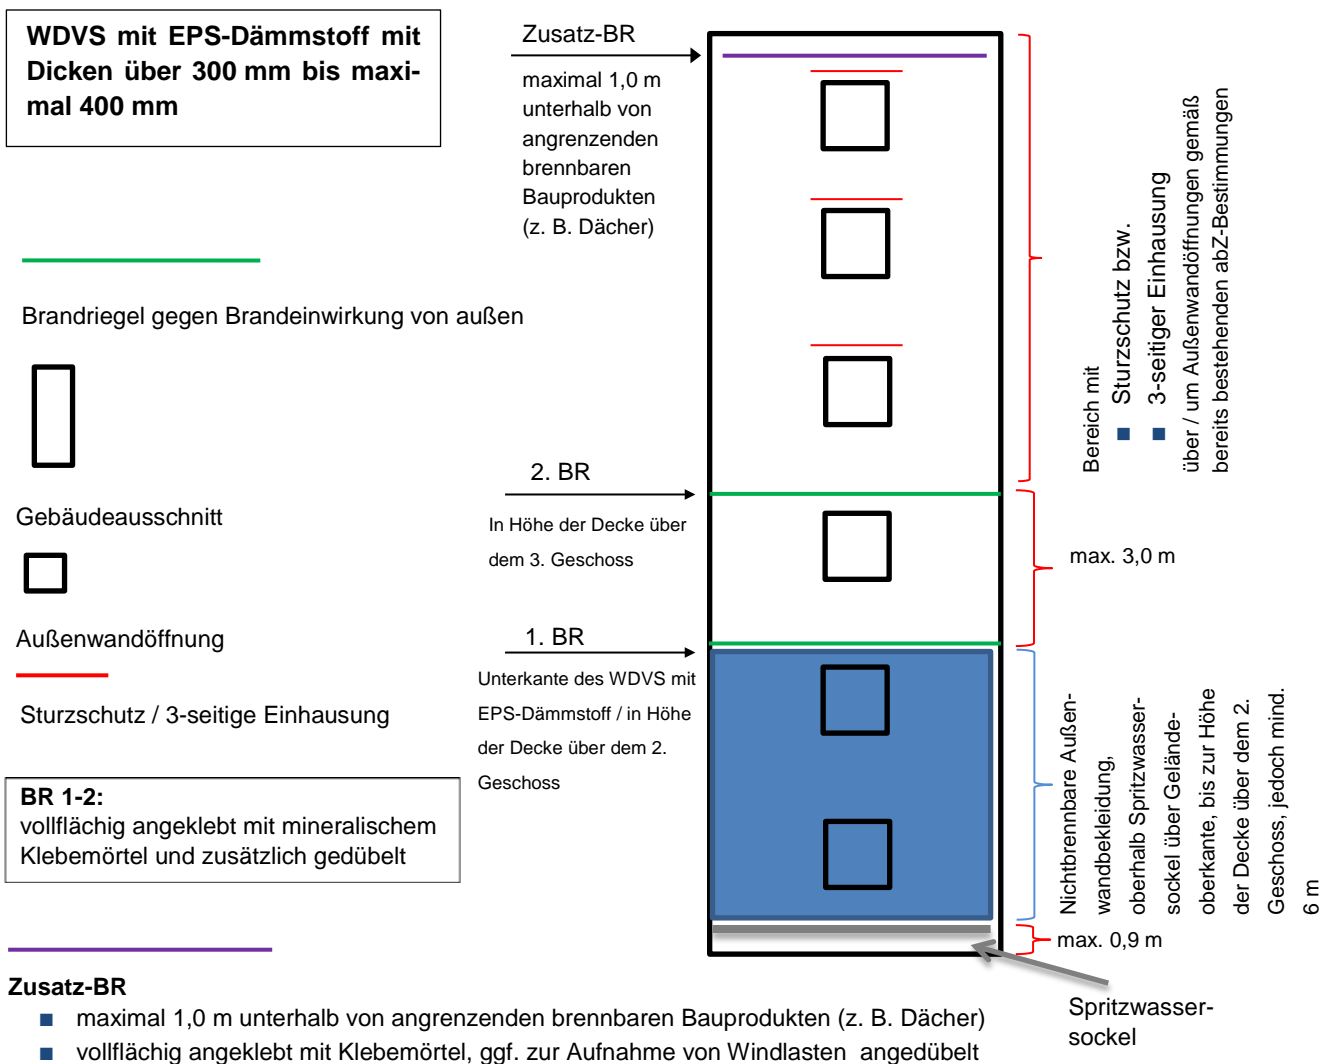 WDVS mit EPS-Dämmstoff mit
Dicken über 300 mm bis maxi-
mal 400 mm
Zusatz-BR
maximal 1,0 m
unterhalb von
angrenzenden
brennbaren
Bauprodukten
(z. B. Dächer)
Brandriegel gegen Brandeinwirkung von außen
Gebäudeausschnitt
Außenwandöffnung
Sturzschutz / 3-seitige Einhausung
BR 1-2:
vollflächig angeklebt mit mineralischem
Klebemörtel und zusätzlich gedübelt
2. BR
In Höhe der Decke über
dem 3. Geschoss
1. BR
Unterkante des WDVS mit
EPS-Dämmstoff / in Höhe
der Decke über dem 2.
Geschoss
Bereich mit
■ Sturzschutz bzw.
■ 3-seitiger Einhausung
über / um Außenwandöffnungen gemäß
bereits bestehenden abZ-Bestimmungen
max. 3,0 m
Nichtbrennbare Außen-
wandbekleidung,
oberhalb Spritzwasser-
sockel über Gelände-
oberkante, bis zur Höhe
der Decke über dem 2.
Geschoss, jedoch mind.
6 m
max. 0,9 m
Spritzwasser-
sockel
Zusatz-BR
■ maximal 1,0 m unterhalb von angrenzenden brennbaren Bauprodukten (z. B. Dächer)
■ vollflächig angeklebt mit Klebemörtel, ggf. zur Aufnahme von Windlasten angedübelt